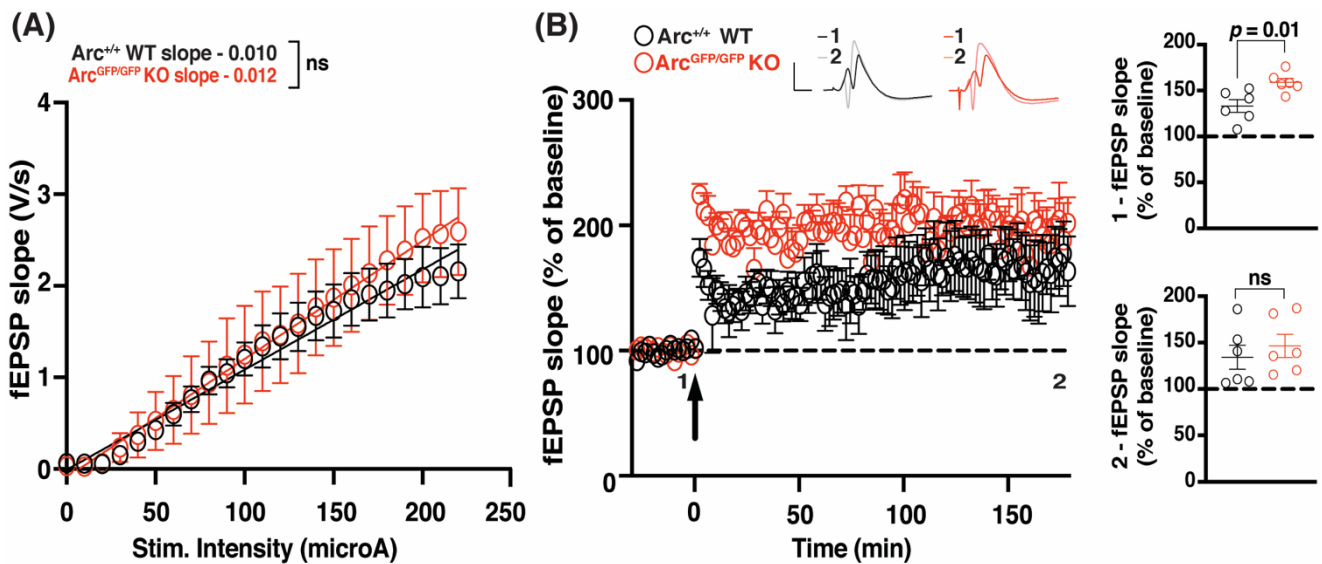 (A)
Arc+/+ WT slope - 0.010
ArcGFP/GFP KO slope - 0.012
ns
4
3
2
1
0
fEPSP slope (V/s)
0 50 100 150 200 250
Stim. Intensity (microA)
(B)
Arc+/+ WT
ArcGFP/GFP KO
–1
–2
–1
–2
300
200
100
0
fEPSP slope (% of baseline)
1
2
0 50 100 150
Time (min)
p = 0.01
200
150
100
50
0
1 - fEPSP slope
(% of baseline)
ns
200
150
100
50
0
2 - fEPSP slope
(% of baseline)